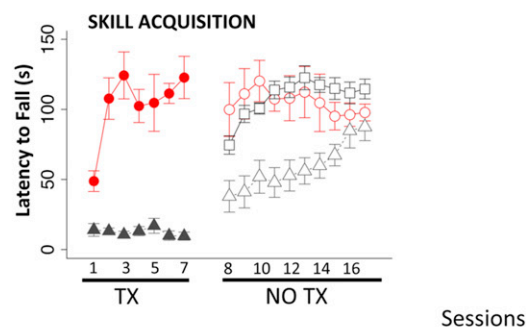 SKILL ACQUISITION
Latency to Fall (s)
150
100
50
0
1 3 5 7 8 10 12 14 16
TX NO TX
Sessions